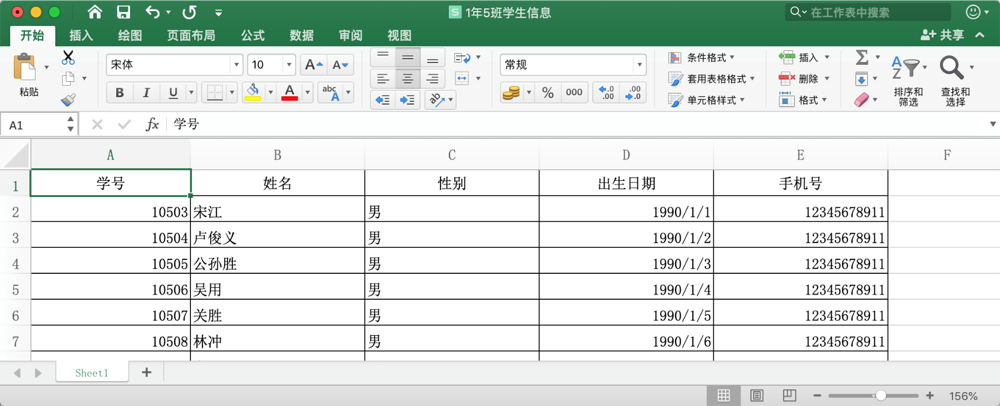 1年5班学生信息
在工作表中搜索
开始 插入 绘图 页面布局 公式 数据 审阅 视图 共享
粘贴
宋体 10 A A
B I U A abc A
常规
% 000 .0 .00 .00 .0
条件格式
套用表格格式
单元格样式
插入
删除
格式
Σ
A Z
排序和筛选
查找和选择
A1 fx 学号
A B C D E F
1 学号 姓名 性别 出生日期 手机号
2 10503 宋江 男 1990/1/1 12345678911
3 10504 卢俊义 男 1990/1/2 12345678911
4 10505 公孙胜 男 1990/1/3 12345678911
5 10506 吴用 男 1990/1/4 12345678911
6 10507 关胜 男 1990/1/5 12345678911
7 10508 林冲 男 1990/1/6 12345678911
Sheet1 +
156%